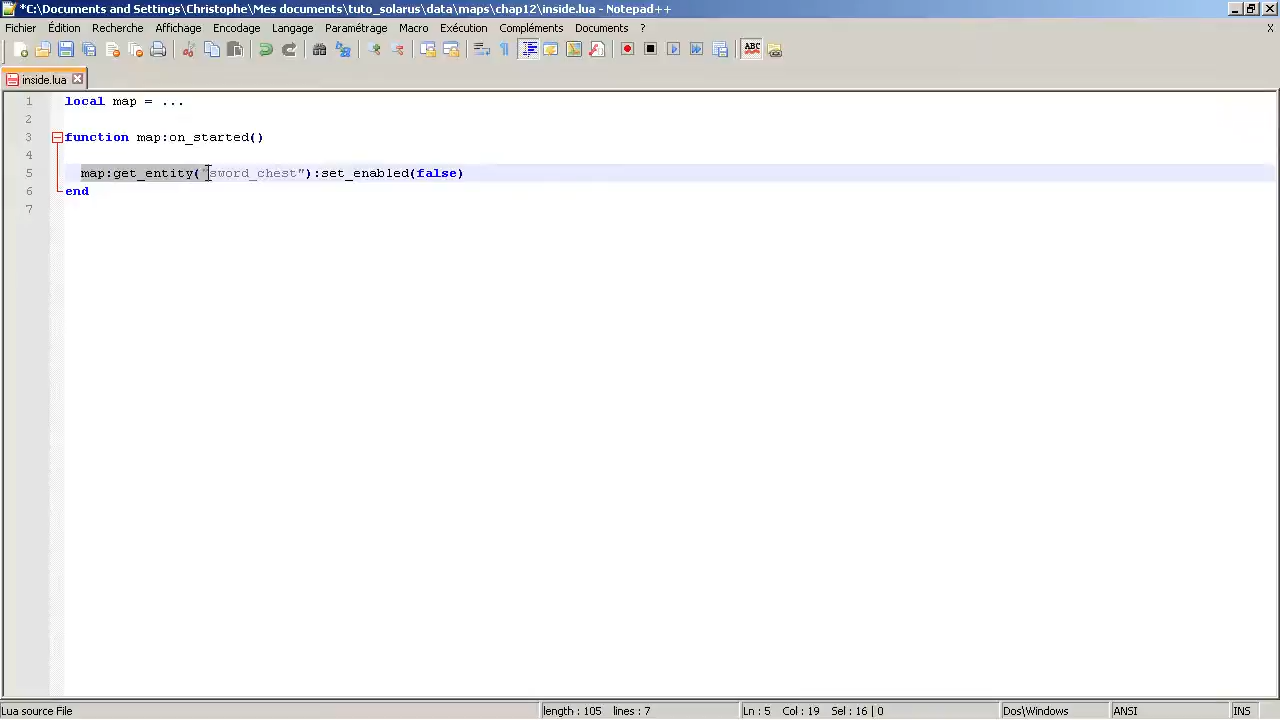 *C:\Documents and Settings\Christophe\Mes documents\tuto_solarus\data\maps\chap12\inside.lua - Notepad++
Fichier Édition Recherche Affichage Encodage Langage Paramétrage Macro Exécution Compléments Documents ? X
ABC
inside.lua
1 local map = ...
2
3 function map:on_started()
4
5 map:get_entity("sword_chest"):set_enabled(false)
6 end
7
Lua source File length : 105 lines : 7 Ln : 5 Col : 19 Sel : 16 | 0 Dos\Windows ANSI INS